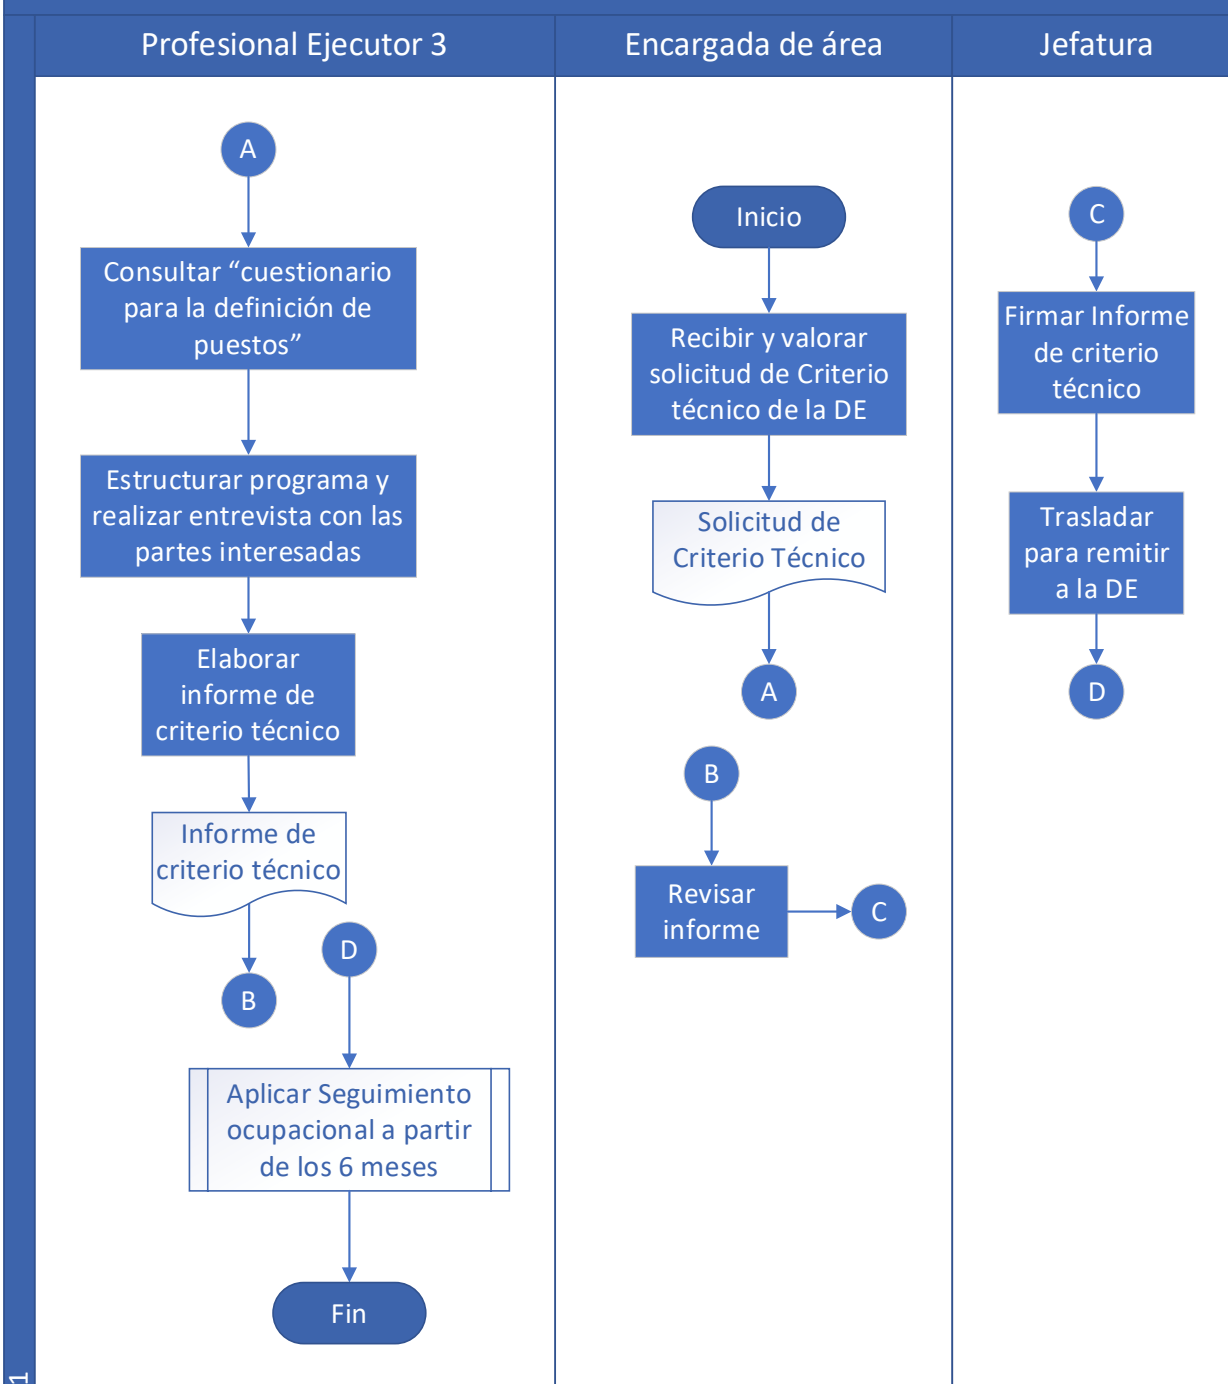 Profesional Ejecutor 3
Encargada de área
Jefatura
A
Consultar “cuestionario
para la definición de
puestos”
Estructurar programa y
realizar entrevista con las
partes interesadas
Elaborar
informe de
criterio técnico
Informe de
criterio técnico
B
D
Aplicar Seguimiento
ocupacional a partir
de los 6 meses
Fin
Inicio
Recibir y valorar
solicitud de Criterio
técnico de la DE
Solicitud de
Criterio Técnico
A
B
Revisar
informe
C
C
Firmar Informe
de criterio
técnico
Trasladar
para remitir
a la DE
D
1